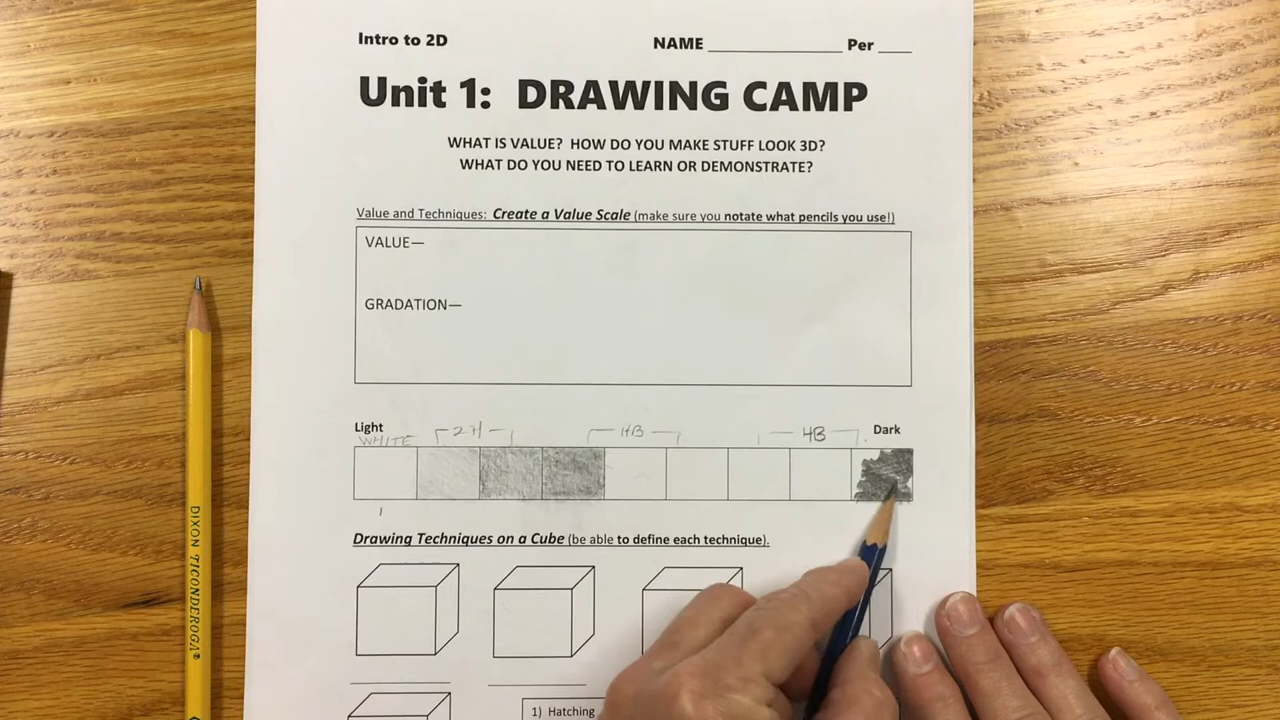 Intro to 2D NAME ____________ Per ____
Unit 1: DRAWING CAMP
WHAT IS VALUE? HOW DO YOU MAKE STUFF LOOK 3D?
WHAT DO YOU NEED TO LEARN OR DEMONSTRATE?
Value and Techniques: Create a Value Scale (make sure you notate what pencils you use!)
VALUE—
GRADATION—
Light Dark
WHITE 2H HB 4B
Drawing Techniques on a Cube (be able to define each technique).
1) Hatching
DIXON TICONDEROGA®